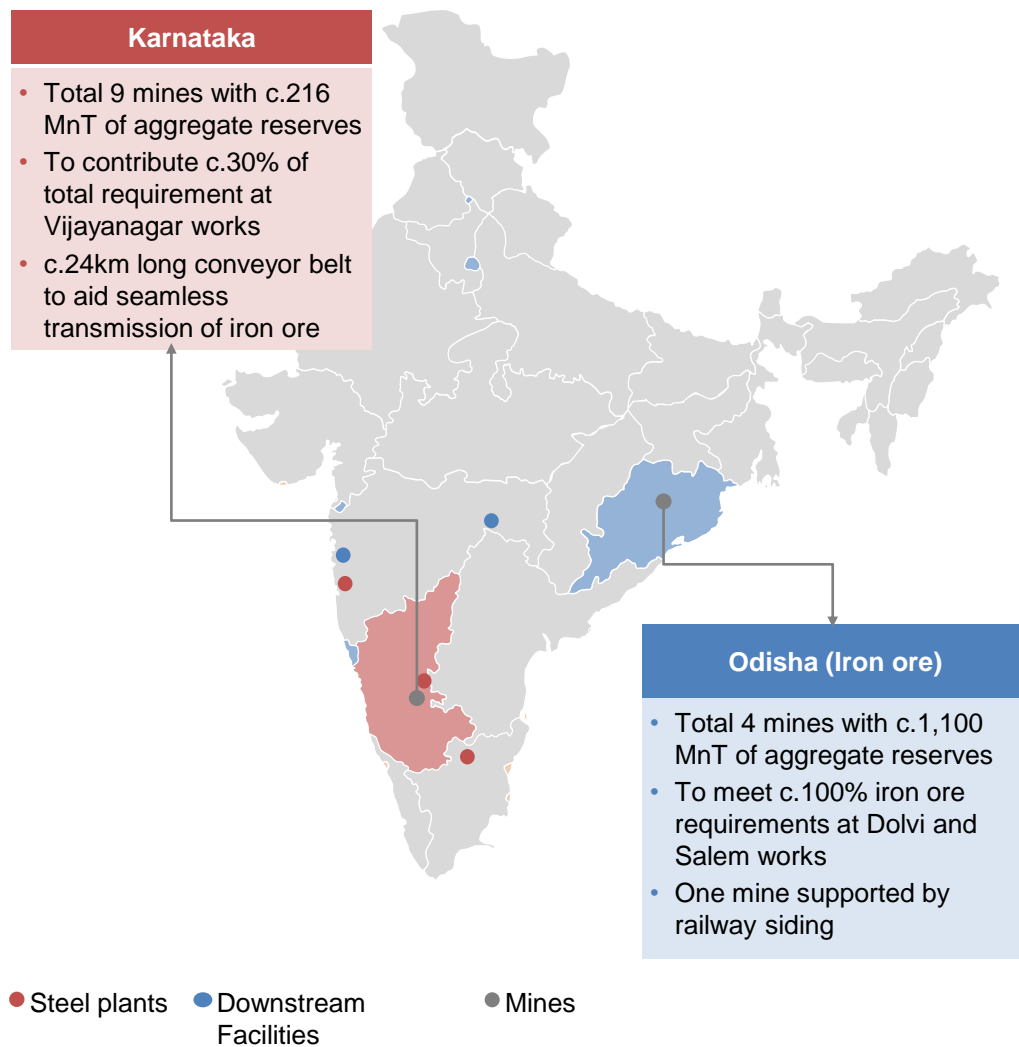 Karnataka
• Total 9 mines with c.216
MnT of aggregate reserves
• To contribute c.30% of
total requirement at
Vijayanagar works
• c.24km long conveyor belt
to aid seamless
transmission of iron ore
Odisha (Iron ore)
• Total 4 mines with c.1,100
MnT of aggregate reserves
• To meet c.100% iron ore
requirements at Dolvi and
Salem works
• One mine supported by
railway siding
Steel plants
Downstream
Facilities
Mines